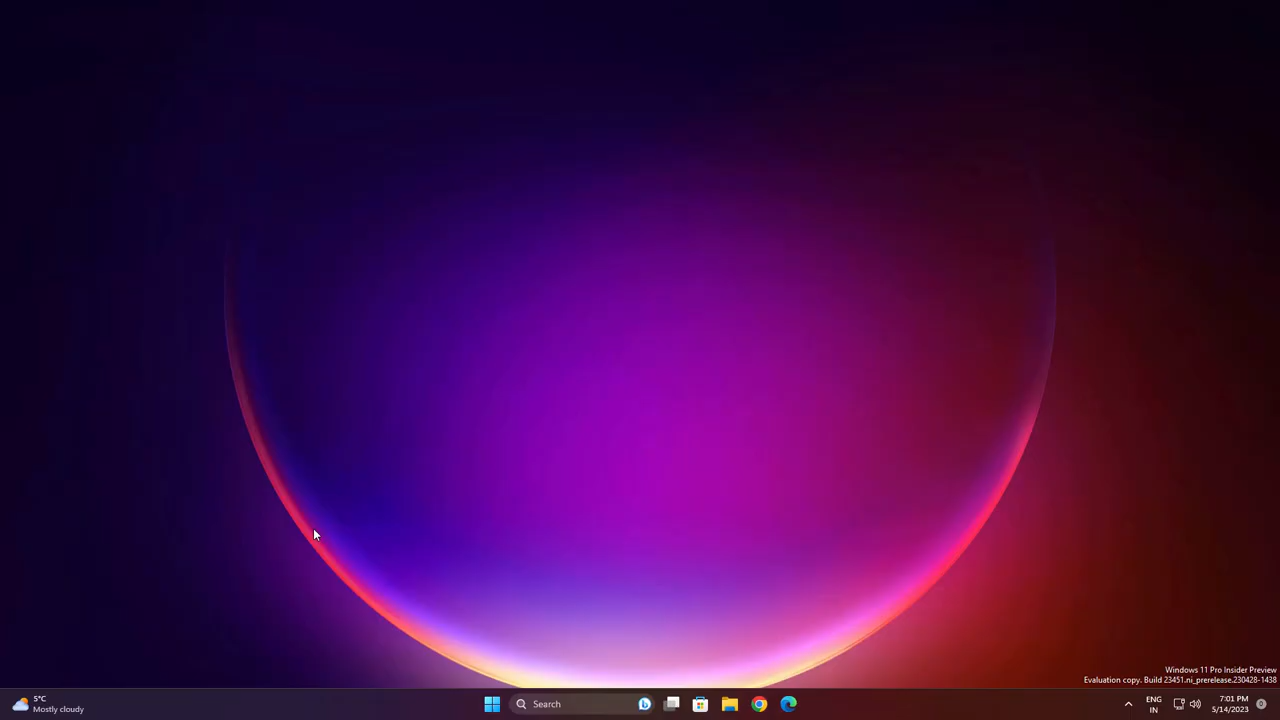 Windows 11 Pro Insider Preview
Evaluation copy. Build 23451.ni_prerelease.230428-1438
5°C
Mostly cloudy
Search
ENG
IN
7:01 PM
5/14/2023